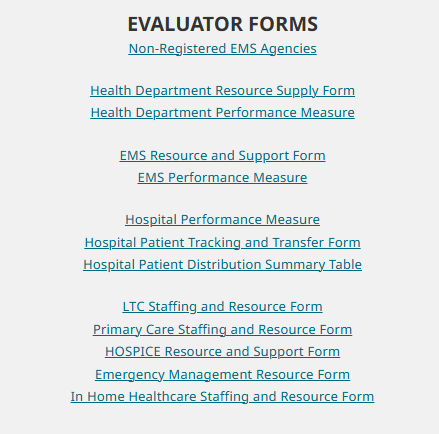 EVALUATOR FORMS
Non-Registered EMS Agencies
Health Department Resource Supply Form
Health Department Performance Measure
EMS Resource and Support Form
EMS Performance Measure
Hospital Performance Measure
Hospital Patient Tracking and Transfer Form
Hospital Patient Distribution Summary Table
LTC Staffing and Resource Form
Primary Care Staffing and Resource Form
HOSPICE Resource and Support Form
Emergency Management Resource Form
In Home Healthcare Staffing and Resource Form